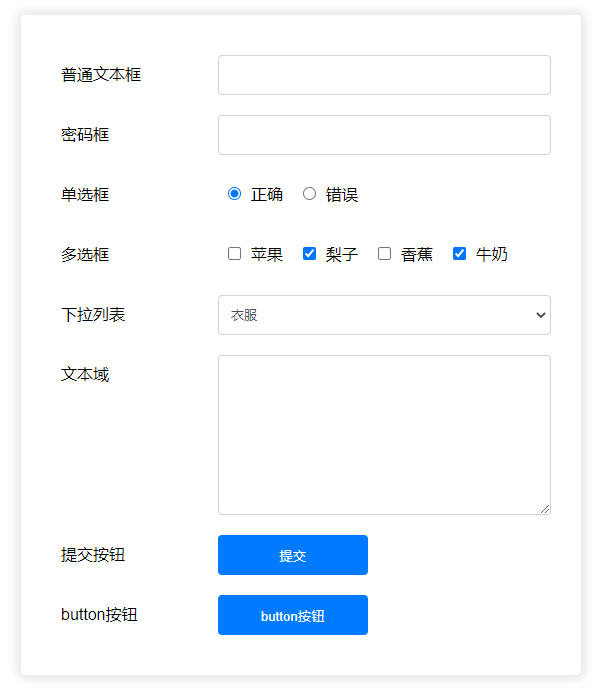 普通文本框
密码框
单选框 正确 错误
多选框 苹果 梨子 香蕉 牛奶
下拉列表 衣服
文本域
提交按钮 提交
button按钮 button按钮